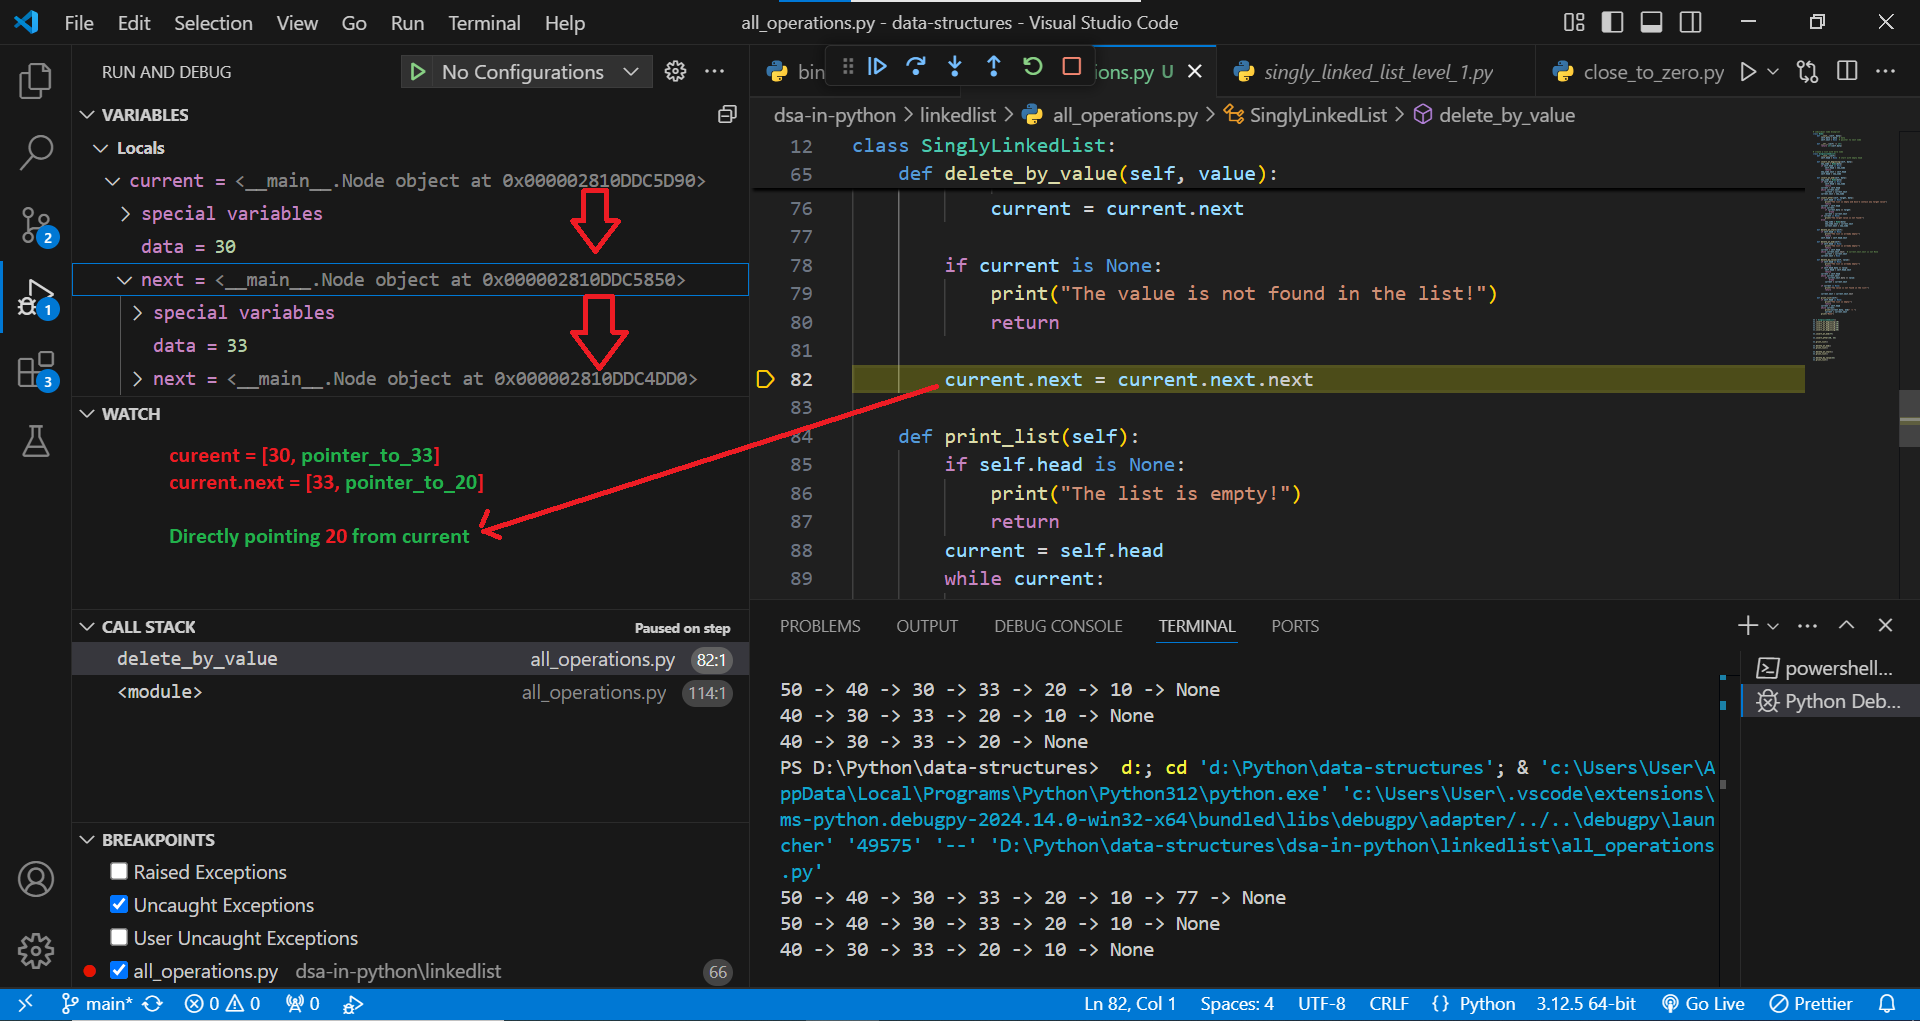 File Edit Selection View Go Run Terminal Help
all_operations.py - data-structures - Visual Studio Code
RUN AND DEBUG
No Configurations
VARIABLES
Locals
current = <__main__.Node object at 0x000002810DDC5D90>
special variables
data = 30
next = <__main__.Node object at 0x000002810DDC5850>
special variables
data = 33
next = <__main__.Node object at 0x000002810DDC4DD0>
WATCH
cureent = [30, pointer_to_33]
current.next = [33, pointer_to_20]
Directly pointing 20 from current
CALL STACK Paused on step
delete_by_value all_operations.py 82:1
<module> all_operations.py 114:1
BREAKPOINTS
Raised Exceptions
Uncaught Exceptions
User Uncaught Exceptions
all_operations.py dsa-in-python\linkedlist 66
2
1
3
bin ions.py U singly_linked_list_level_1.py close_to_zero.py
dsa-in-python > linkedlist > all_operations.py > SinglyLinkedList > delete_by_value
12 class SinglyLinkedList:
65 def delete_by_value(self, value):
76 current = current.next
77
78 if current is None:
79 print("The value is not found in the list!")
80 return
81
82 current.next = current.next.next
83
84 def print_list(self):
85 if self.head is None:
86 print("The list is empty!")
87 return
88 current = self.head
89 while current:
PROBLEMS OUTPUT DEBUG CONSOLE TERMINAL PORTS
powershell...
Python Deb...
50 -> 40 -> 30 -> 33 -> 20 -> 10 -> None
40 -> 30 -> 33 -> 20 -> 10 -> None
40 -> 30 -> 33 -> 20 -> None
PS D:\Python\data-structures> d:; cd 'd:\Python\data-structures'; & 'c:\Users\User\A
ppData\Local\Programs\Python\Python312\python.exe' 'c:\Users\User\.vscode\extensions\
ms-python.debugpy-2024.14.0-win32-x64\bundled\libs\debugpy\adapter/../..\debugpy\laun
cher' '49575' '--' 'D:\Python\data-structures\dsa-in-python\linkedlist\all_operations
.py'
50 -> 40 -> 30 -> 33 -> 20 -> 10 -> 77 -> None
50 -> 40 -> 30 -> 33 -> 20 -> 10 -> None
40 -> 30 -> 33 -> 20 -> 10 -> None
main* 0 0 0 Ln 82, Col 1 Spaces: 4 UTF-8 CRLF {} Python 3.12.5 64-bit Go Live Prettier